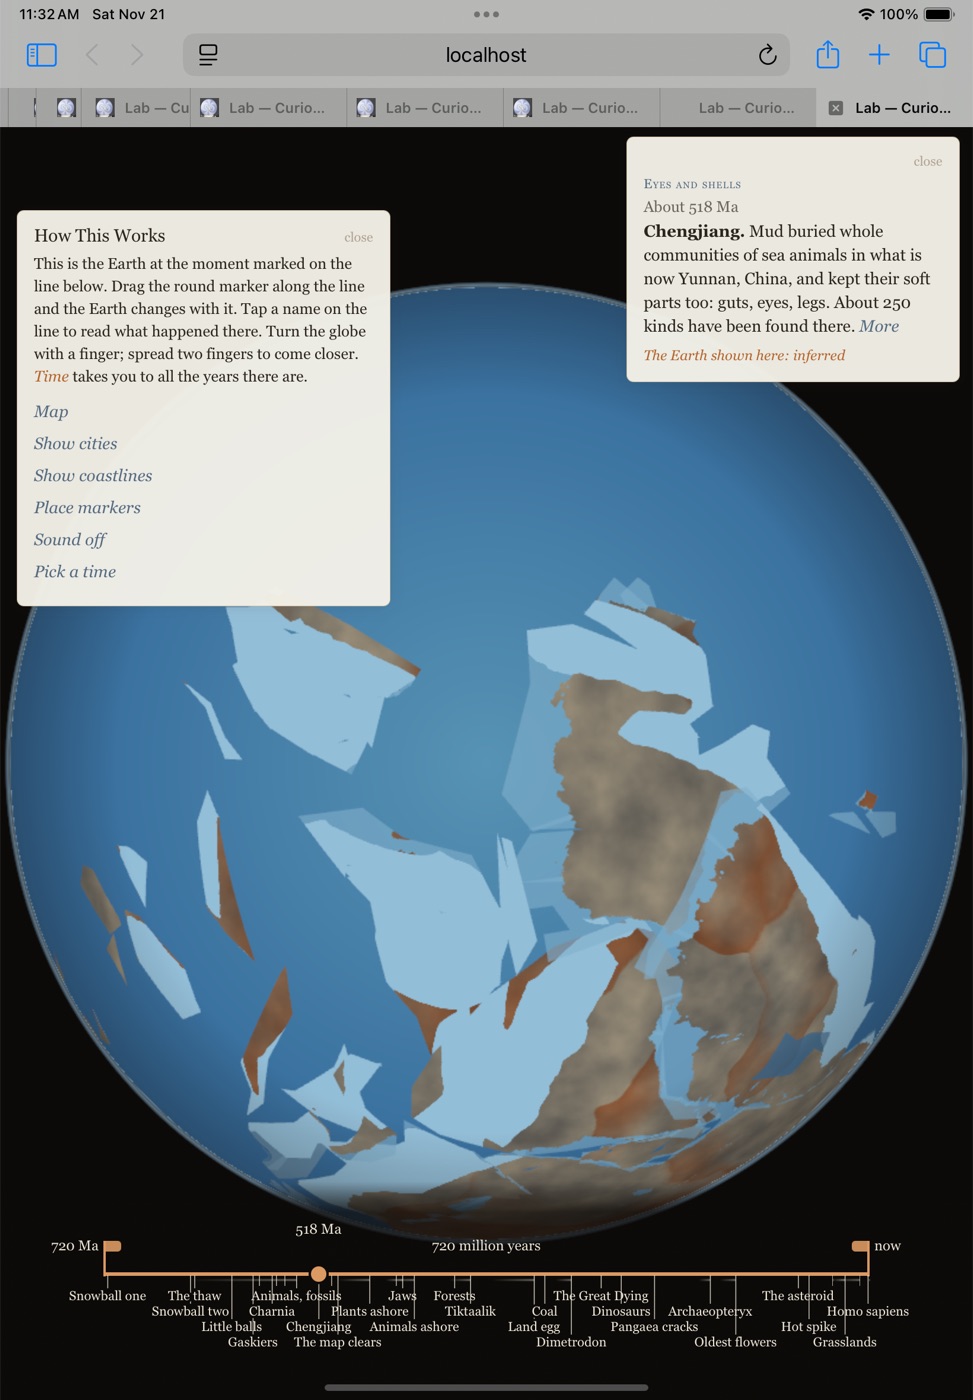 11:32 AM Sat Nov 21
100%
localhost
Lab — Cu
Lab — Curio...
Lab — Curio...
Lab — Curio...
Lab — Curio...
Lab — Curio...
close
Eyes and shells
About 518 Ma
Chengjiang. Mud buried whole
communities of sea animals in what is
now Yunnan, China, and kept their soft
parts too: guts, eyes, legs. About 250
kinds have been found there. More
The Earth shown here: inferred
How This Works
close
This is the Earth at the moment marked on the
line below. Drag the round marker along the line
and the Earth changes with it. Tap a name on the
line to read what happened there. Turn the globe
with a finger; spread two fingers to come closer.
Time takes you to all the years there are.
Map
Show cities
Show coastlines
Place markers
Sound off
Pick a time
518 Ma
720 Ma
720 million years
now
Snowball one
The thaw
Animals, fossils
Jaws
Forests
The Great Dying
The asteroid
Snowball two
Charnia
Plants ashore
Tiktaalik
Coal
Dinosaurs
Archaeopteryx
Homo sapiens
Little balls
Chengjiang
Animals ashore
Land egg
Pangaea cracks
Hot spike
Gaskiers
The map clears
Dimetrodon
Oldest flowers
Grasslands